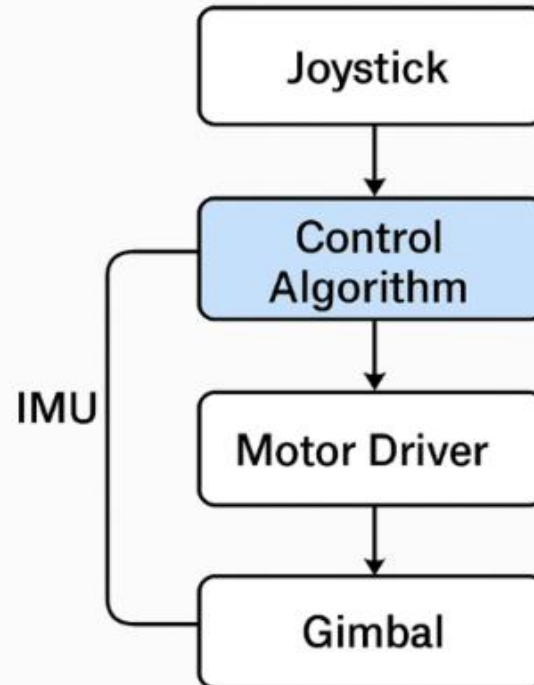 Joystick
Control
Algorithm
IMU
Motor Driver
Gimbal